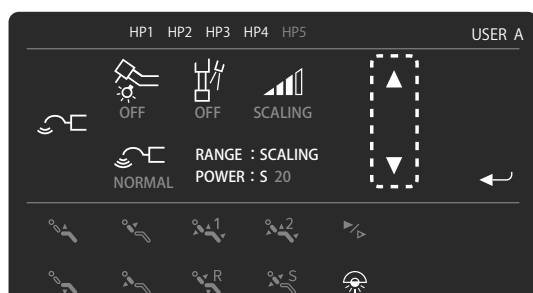 HP1 HP2 HP3 HP4 HP5 USER A
OFF OFF SCALING
NORMAL
RANGE : SCALING
POWER : S 20
1 2
R S